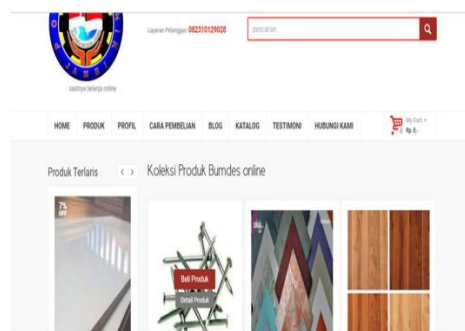 Layanan Pelanggan 082310129028
pencarian
saatnya belanja online
HOME PRODUK PROFIL CARA PEMBELIAN BLOG KATALOG TESTIMONI HUBUNGI KAMI
My Cart
0 Rp. 0,-
Produk Terlaris
Koleksi Produk Bumdes online
7%
OFF
Beli Produk
Detail Produk